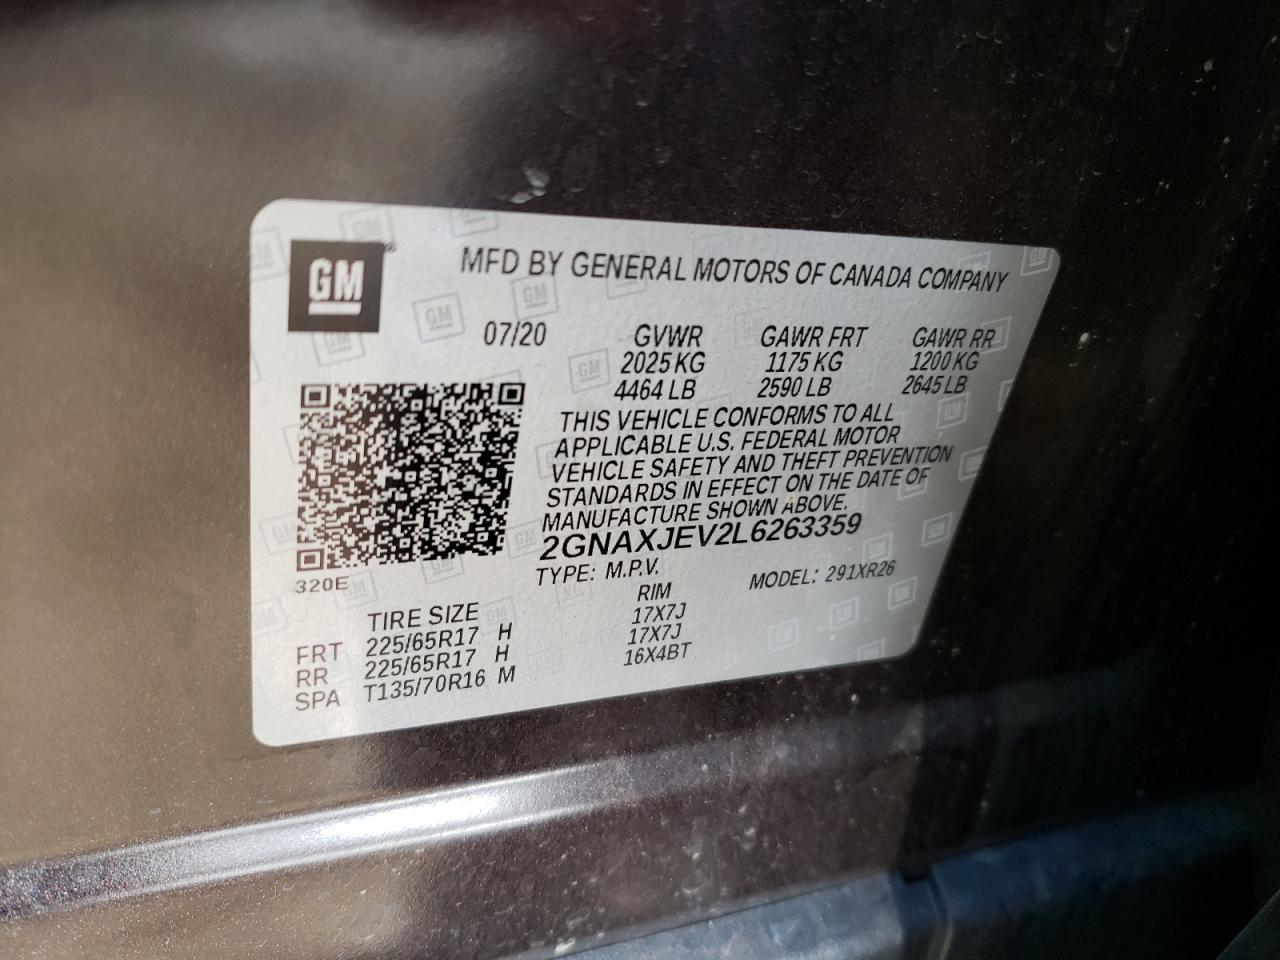 GM
MFD BY GENERAL MOTORS OF CANADA COMPANY
07/20 GVWR GAWR FRT GAWR RR
2025 KG 1175 KG 1200 KG
4464 LB 2590 LB 2645 LB
THIS VEHICLE CONFORMS TO ALL
APPLICABLE U.S. FEDERAL MOTOR
VEHICLE SAFETY AND THEFT PREVENTION
STANDARDS IN EFFECT ON THE DATE OF
MANUFACTURE SHOWN ABOVE.
2GNAXJEV2L6263359
320E
TYPE: M.P.V. MODEL: 291XR26
TIRE SIZE RIM
FRT 225/65R17 H 17X7J
RR 225/65R17 H 17X7J
SPA T135/70R16 M 16X4BT